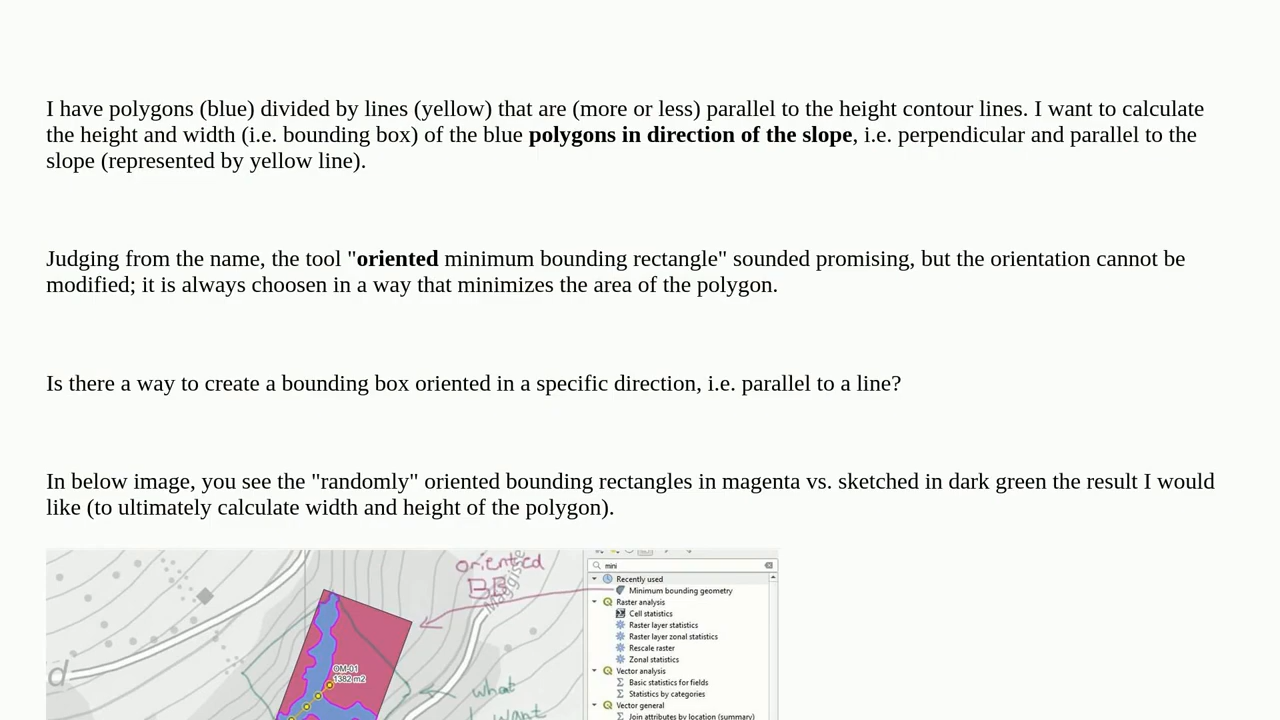 I have polygons (blue) divided by lines (yellow) that are (more or less) parallel to the height contour lines. I want to calculate
the height and width (i.e. bounding box) of the blue polygons in direction of the slope, i.e. perpendicular and parallel to the
slope (represented by yellow line).
Judging from the name, the tool "oriented minimum bounding rectangle" sounded promising, but the orientation cannot be
modified; it is always choosen in a way that minimizes the area of the polygon.
Is there a way to create a bounding box oriented in a specific direction, i.e. parallel to a line?
In below image, you see the "randomly" oriented bounding rectangles in magenta vs. sketched in dark green the result I would
like (to ultimately calculate width and height of the polygon).
oriented
BB
d
OM-01
1382 m2
what
I want
mini
Recently used
Minimum bounding geometry
Raster analysis
Cell statistics
Raster layer statistics
Raster layer zonal statistics
Rescale raster
Zonal statistics
Vector analysis
Basic statistics for fields
Statistics by categories
Vector general
Join attributes by location (summary)